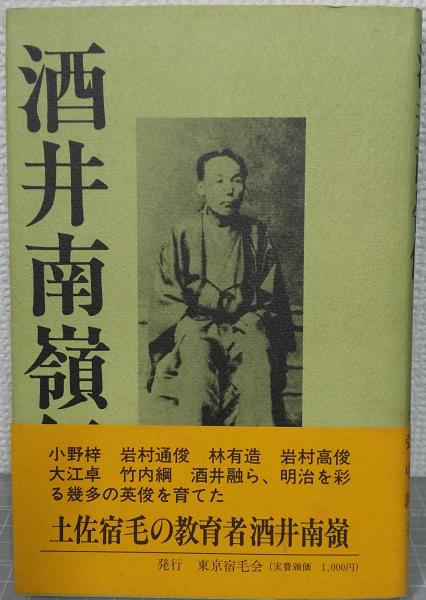 酒井南嶺
小野梓 岩村通俊 林有造 岩村高俊
大江卓 竹内綱 酒井融ら、明治を彩
る幾多の英俊を育てた
土佐宿毛の教育者酒井南嶺
発行 東京宿毛会(実費頒価 1,000円)